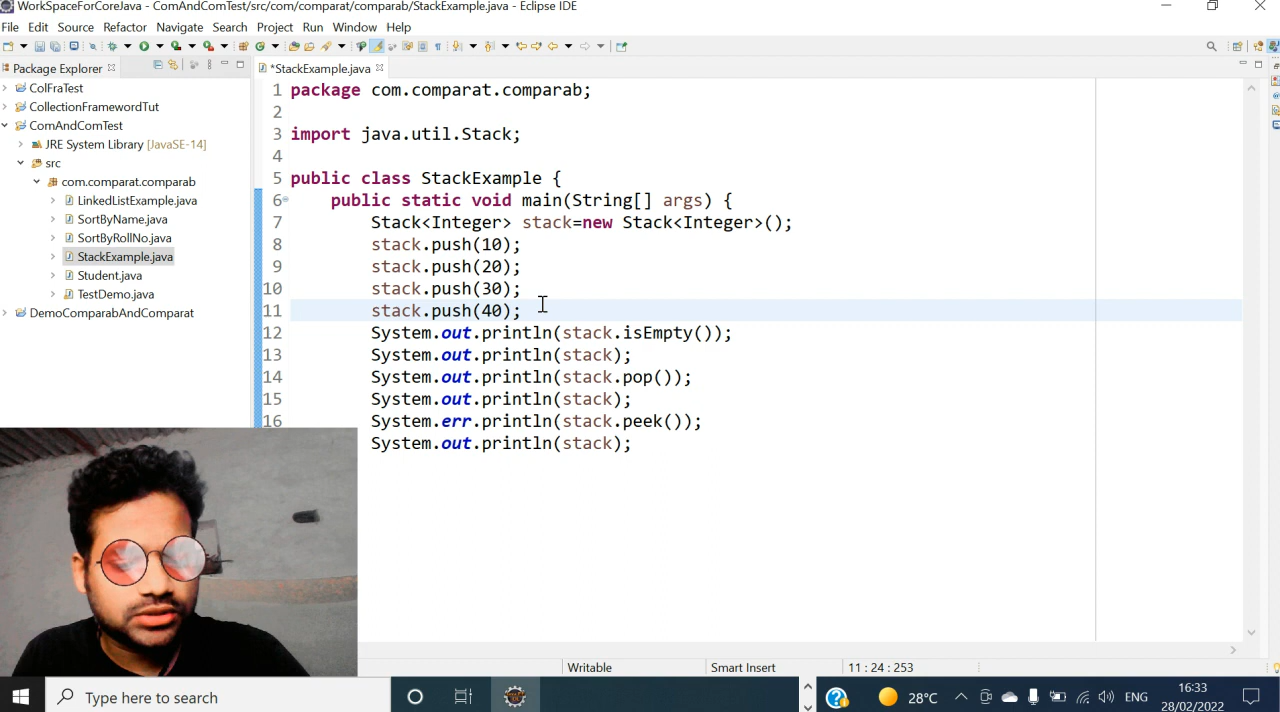 WorkSpaceForCoreJava - ComAndComTest/src/com/comparat/comparab/StackExample.java - Eclipse IDE
File Edit Source Refactor Navigate Search Project Run Window Help
Package Explorer
*StackExample.java
ColFraTest
CollectionFramewordTut
ComAndComTest
JRE System Library [JavaSE-14]
src
com.comparat.comparab
LinkedListExample.java
SortByName.java
SortByRollNo.java
StackExample.java
Student.java
TestDemo.java
DemoComparabAndComparat
1 package com.comparat.comparab;
2
3 import java.util.Stack;
4
5 public class StackExample {
6 public static void main(String[] args) {
7 Stack<Integer> stack=new Stack<Integer>();
8 stack.push(10);
9 stack.push(20);
10 stack.push(30);
11 stack.push(40);
12 System.out.println(stack.isEmpty());
13 System.out.println(stack);
14 System.out.println(stack.pop());
15 System.out.println(stack);
16 System.err.println(stack.peek());
System.out.println(stack);
Writable Smart Insert 11 : 24 : 253
Type here to search
28°C ENG
16:33
28/02/2022